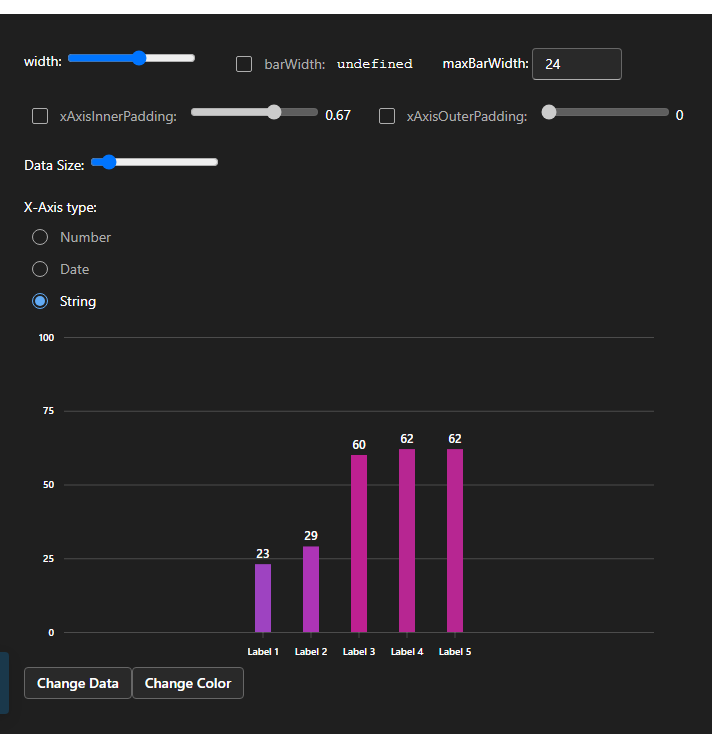 width: barWidth: undefined maxBarWidth: 24
xAxisInnerPadding: 0.67 xAxisOuterPadding: 0
Data Size:
X-Axis type:
Number
Date
String
100
75
62 62
60
50
29
25
23
0
Label 1 Label 2 Label 3 Label 4 Label 5
Change Data Change Color